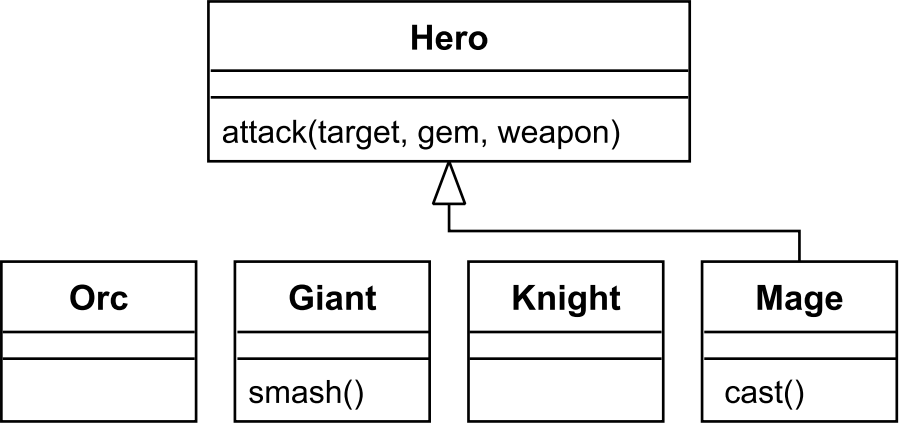 Hero
attack(target, gem, weapon)
Orc
Giant
Knight
Mage
smash()
cast()